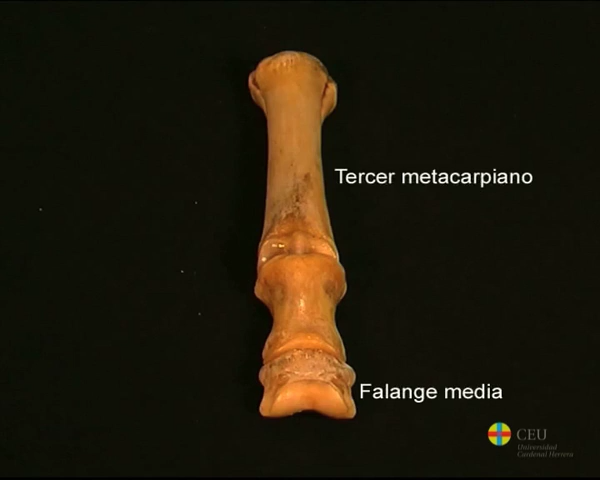 Tercer metacarpiano
Falange media
CEU
Universidad
Cardenal Herrera